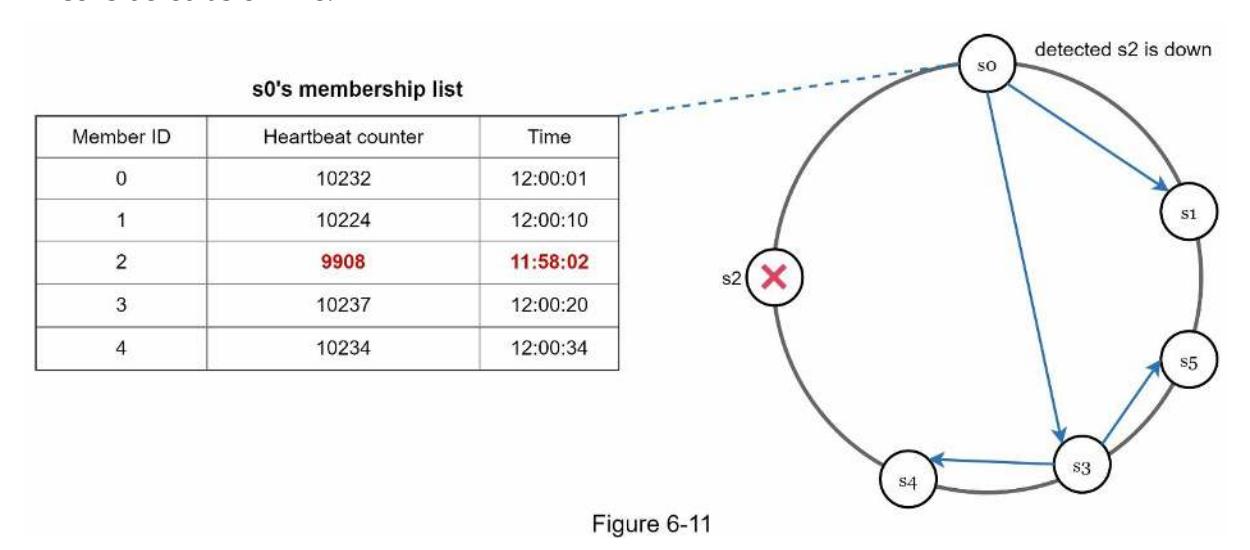 s0's membership list
Member ID Heartbeat counter Time
0 10232 12:00:01
1 10224 12:00:10
2 9908 11:58:02
3 10237 12:00:20
4 10234 12:00:34
s0
detected s2 is down
s1
s2
s5
s3
s4
Figure 6-11